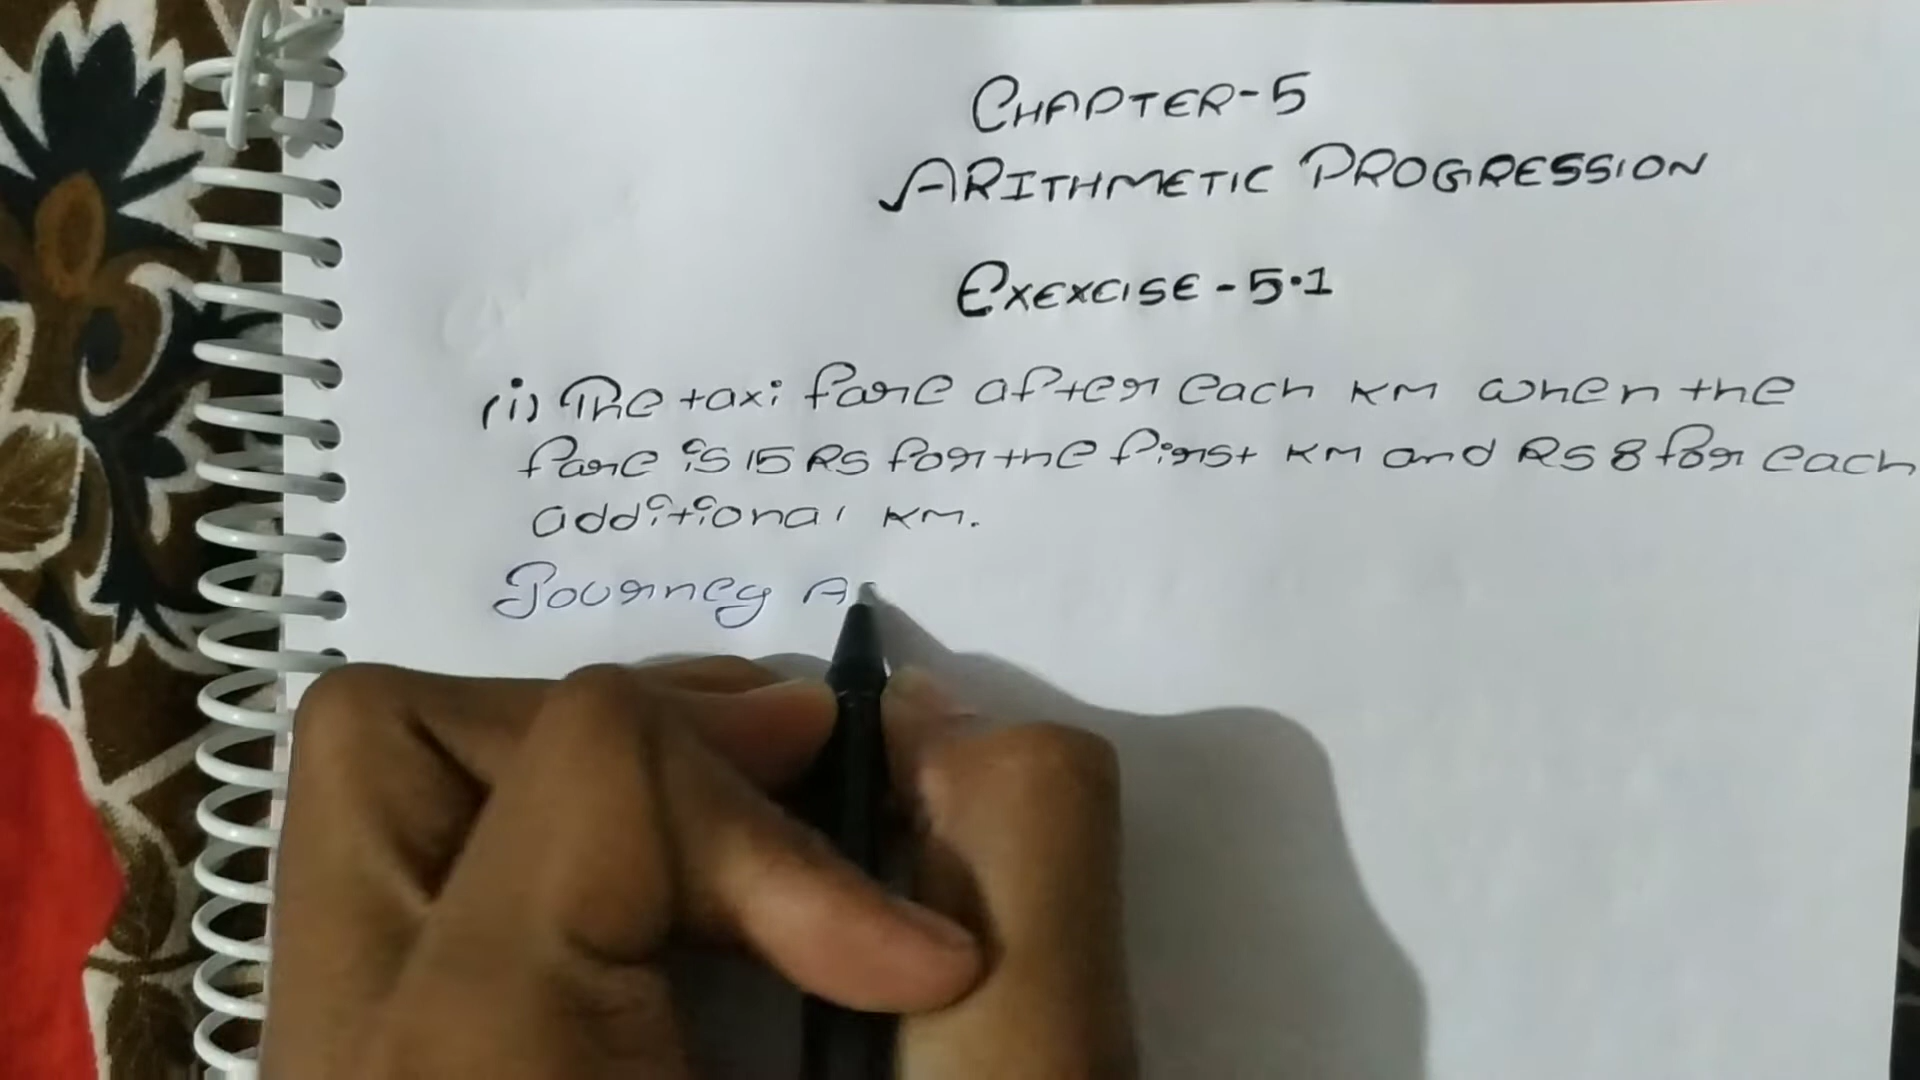 CHAPTER-5
ARITHMETIC PROGRESSION
EXEXCISE-5.1
(i) The taxi fare after each KM when the
fare is 15 RS for the first KM and RS 8 for each
additional KM.
Journey